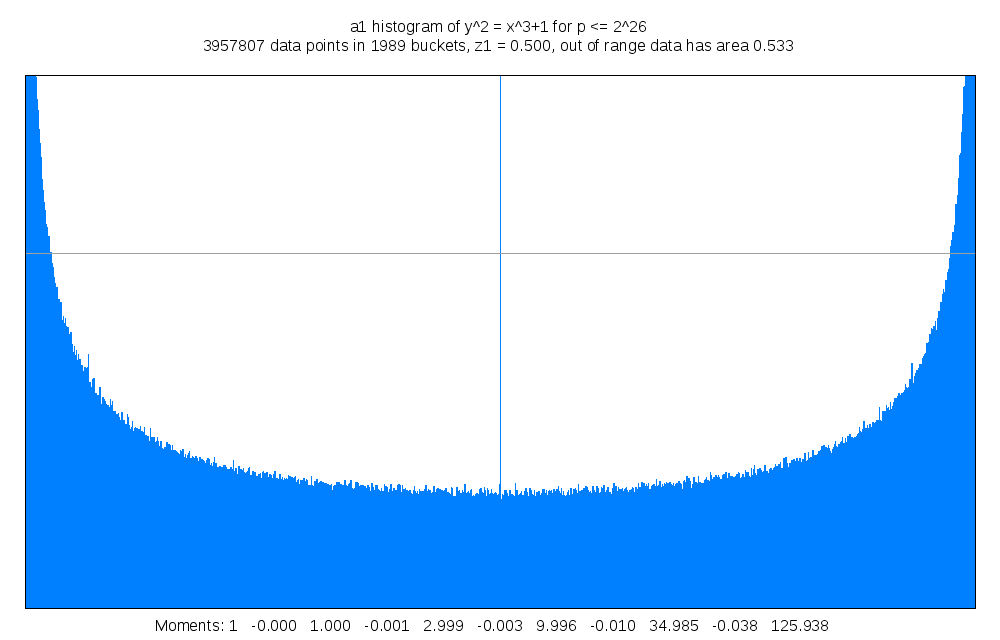 a1 histogram of y^2 = x^3+1 for p <= 2^26
3957807 data points in 1989 buckets, z1 = 0.500, out of range data has area 0.533
Moments: 1 -0.000 1.000 -0.001 2.999 -0.003 9.996 -0.010 34.985 -0.038 125.938